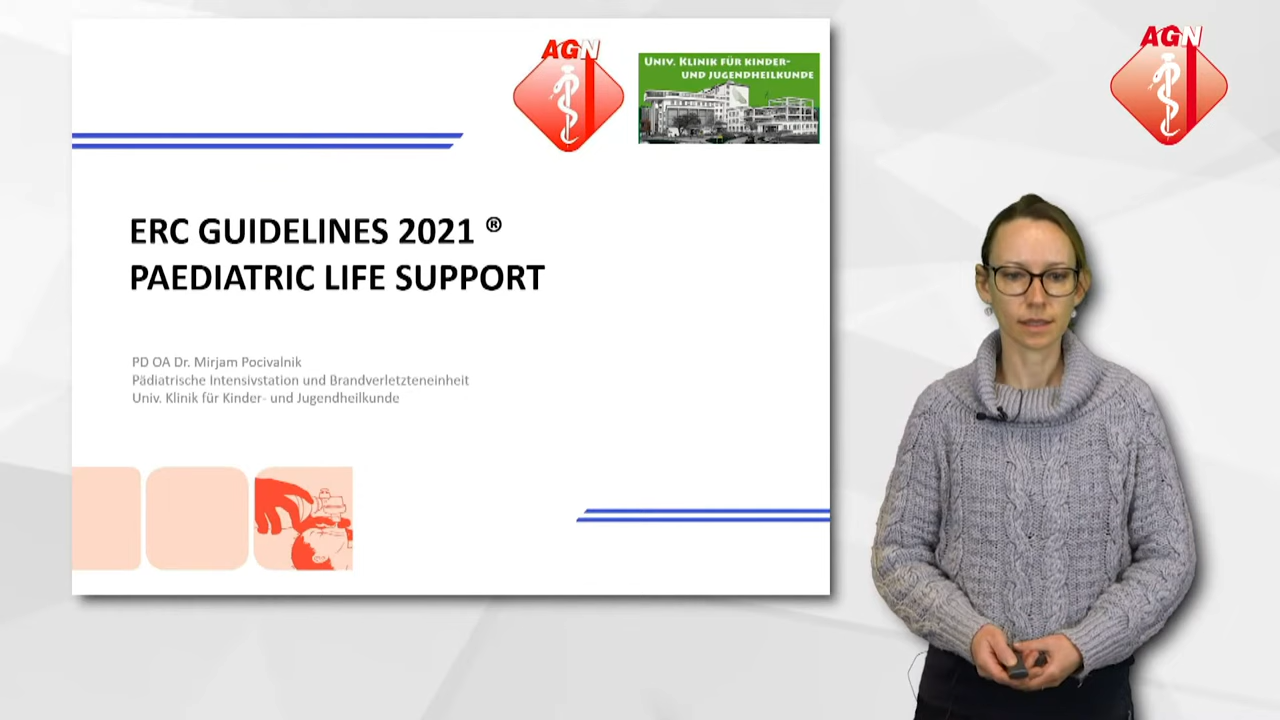 AGN
UNIV. KLINIK FÜR KINDER-
UND JUGENDHEILKUNDE
AGN
ERC GUIDELINES 2021 ®
PAEDIATRIC LIFE SUPPORT
PD OA Dr. Mirjam Pocivalnik
Pädiatrische Intensivstation und Brandverletzteneinheit
Univ. Klinik für Kinder- und Jugendheilkunde